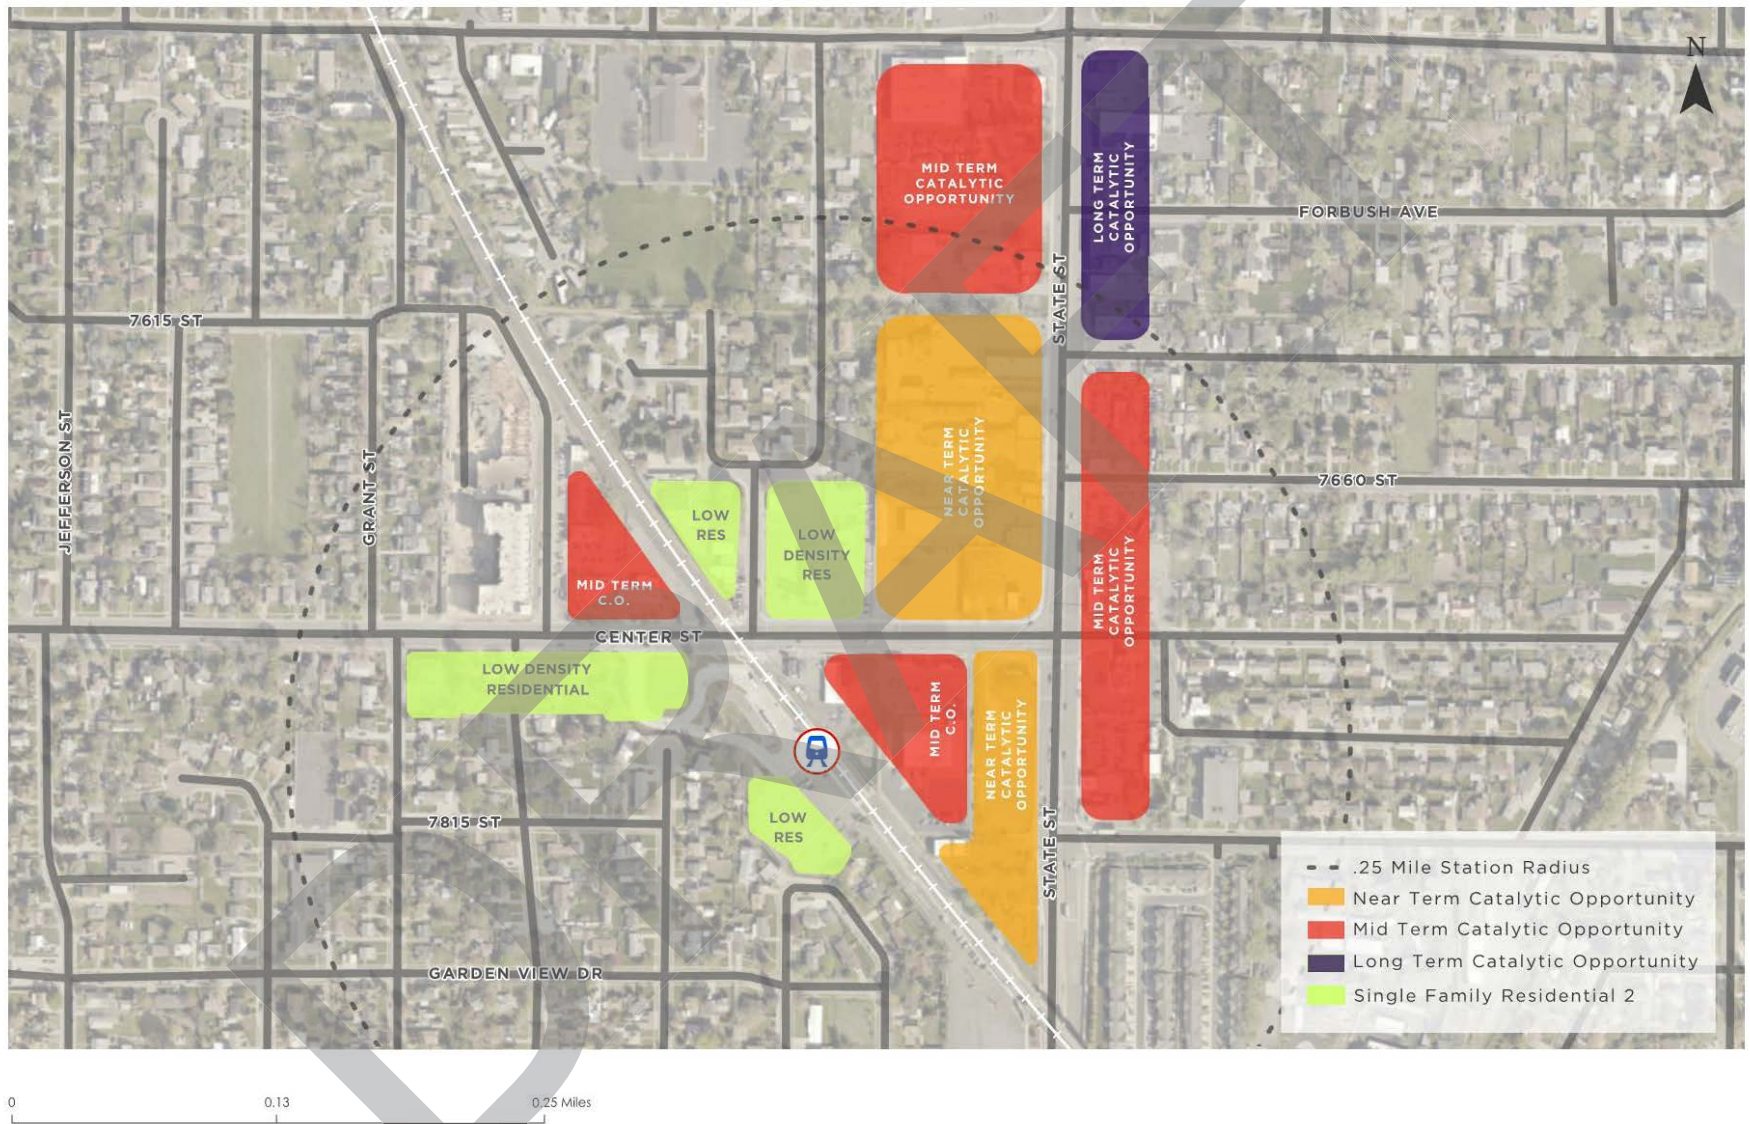 N
MID TERM
CATALYTIC
OPPORTUNITY
LONG TERM
CATALYTIC
OPPORTUNITY
FORBUSH AVE
STATE ST
7615 ST
JEFFERSON ST
GRANT ST
NEAR TERM
CATALYTIC
OPPORTUNITY
7660 ST
LOW
RES
LOW
DENSITY
RES
MID TERM
C.O.
MID TERM
CATALYTIC
OPPORTUNITY
CENTER ST
LOW DENSITY
RESIDENTIAL
MID TERM
C.O.
NEAR TERM
CATALYTIC
OPPORTUNITY
7815 ST
LOW
RES
STATE ST
GARDEN VIEW DR
.25 Mile Station Radius
Near Term Catalytic Opportunity
Mid Term Catalytic Opportunity
Long Term Catalytic Opportunity
Single Family Residential 2
0 0.13 0.25 Miles
DRAFT